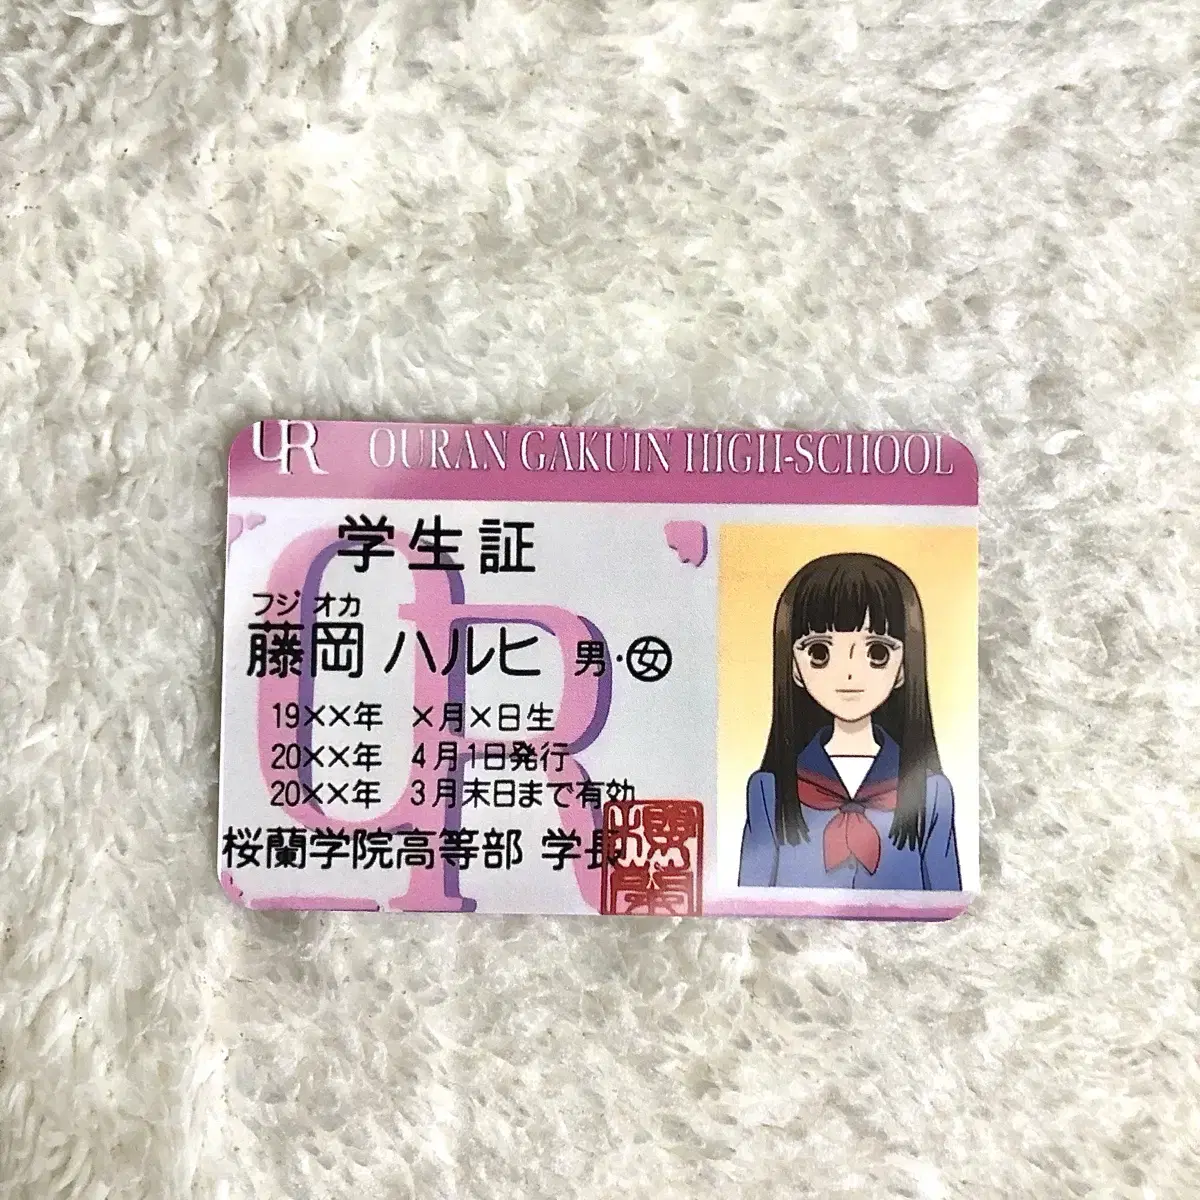 OR OURAN GAKUIN HIGH-SCHOOL
学生証
フジ オカ
藤岡 ハルヒ 男・女
19××年 ×月×日生
20××年 4月1日発行
20××年 3月末日まで有効
桜蘭学院高等部 学長